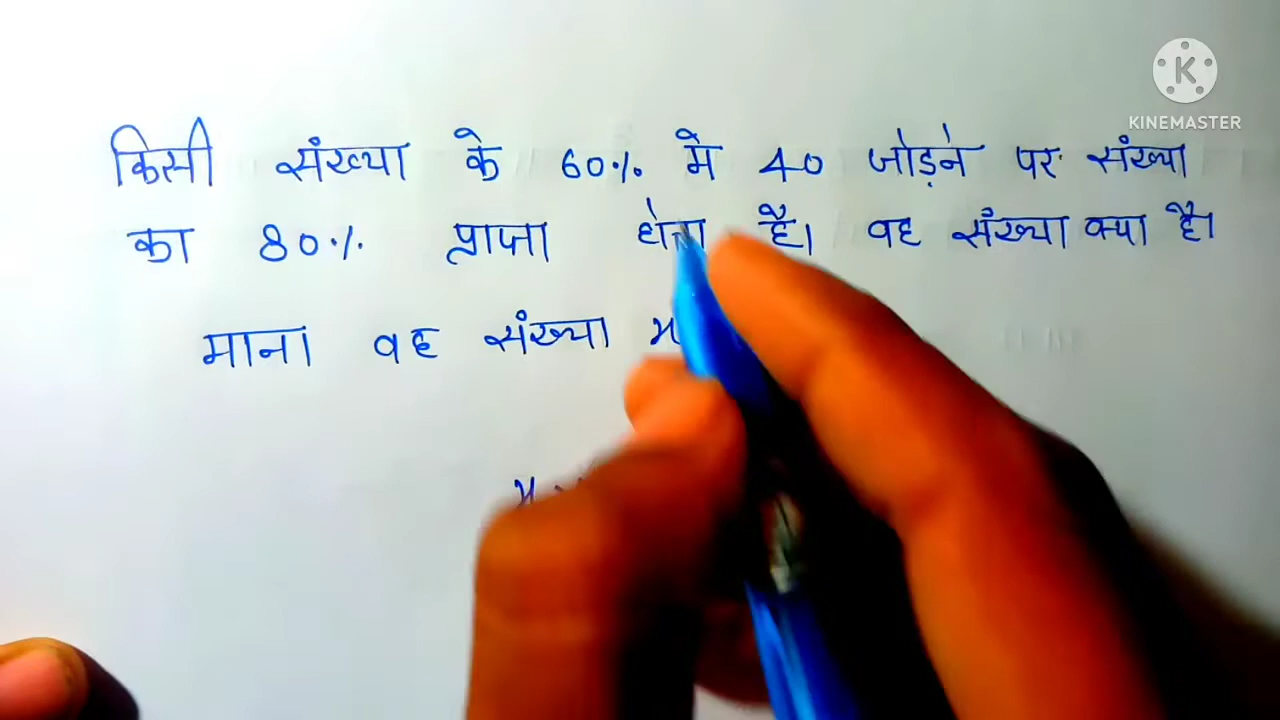 KINEMASTER
किसी संख्या के 60% मे 40 जोड़ने पर संख्या
का 80% प्राप्त होता है। वह संख्या क्या है।
माना वह संख्या x
x